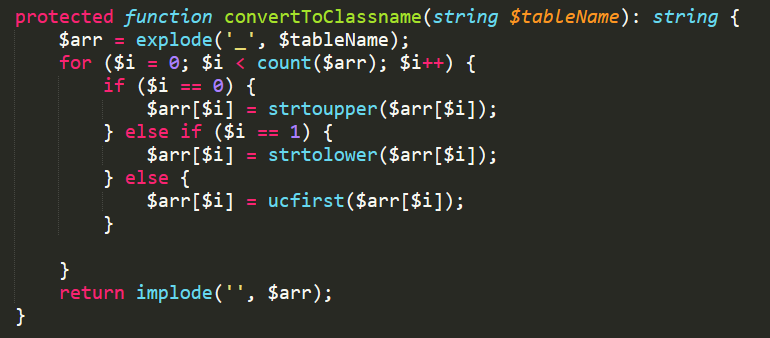 protected function convertToClassname(string $tableName): string {
    $arr = explode('_', $tableName);
    for ($i = 0; $i < count($arr); $i++) {
        if ($i == 0) {
            $arr[$i] = strtoupper($arr[$i]);
        } else if ($i == 1) {
            $arr[$i] = strtolower($arr[$i]);
        } else {
            $arr[$i] = ucfirst($arr[$i]);
        }

    }
    return implode('', $arr);
}